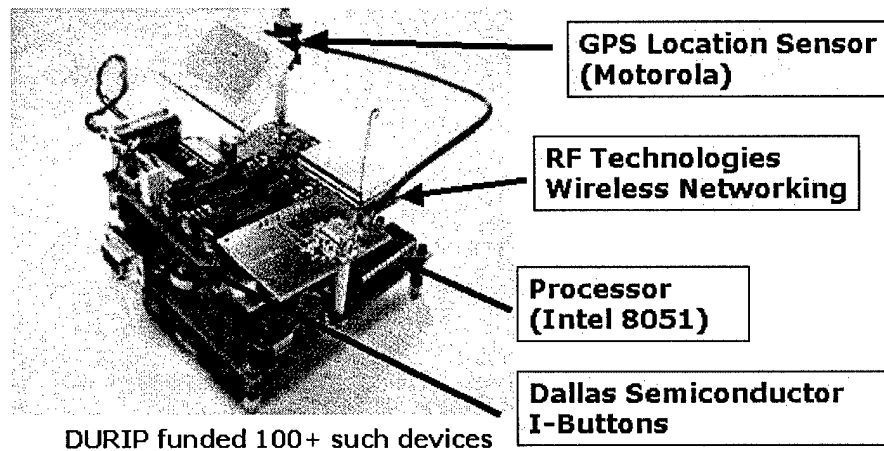 GPS Location Sensor
(Motorola)
RF Technologies
Wireless Networking
Processor
(Intel 8051)
Dallas Semiconductor
I-Buttons
DURIP funded 100+ such devices